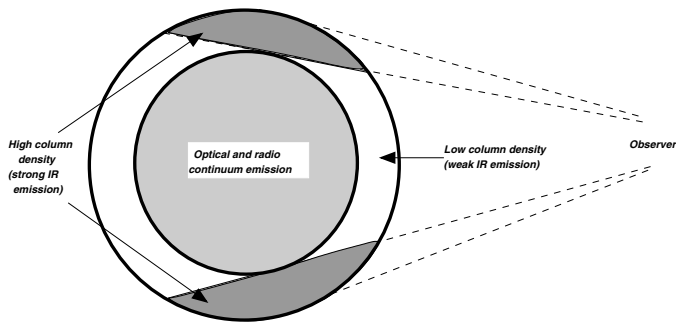 High column
density
(strong IR
emission)
Optical and radio
continuum emission
Low column density
(weak IR emission)
Observer